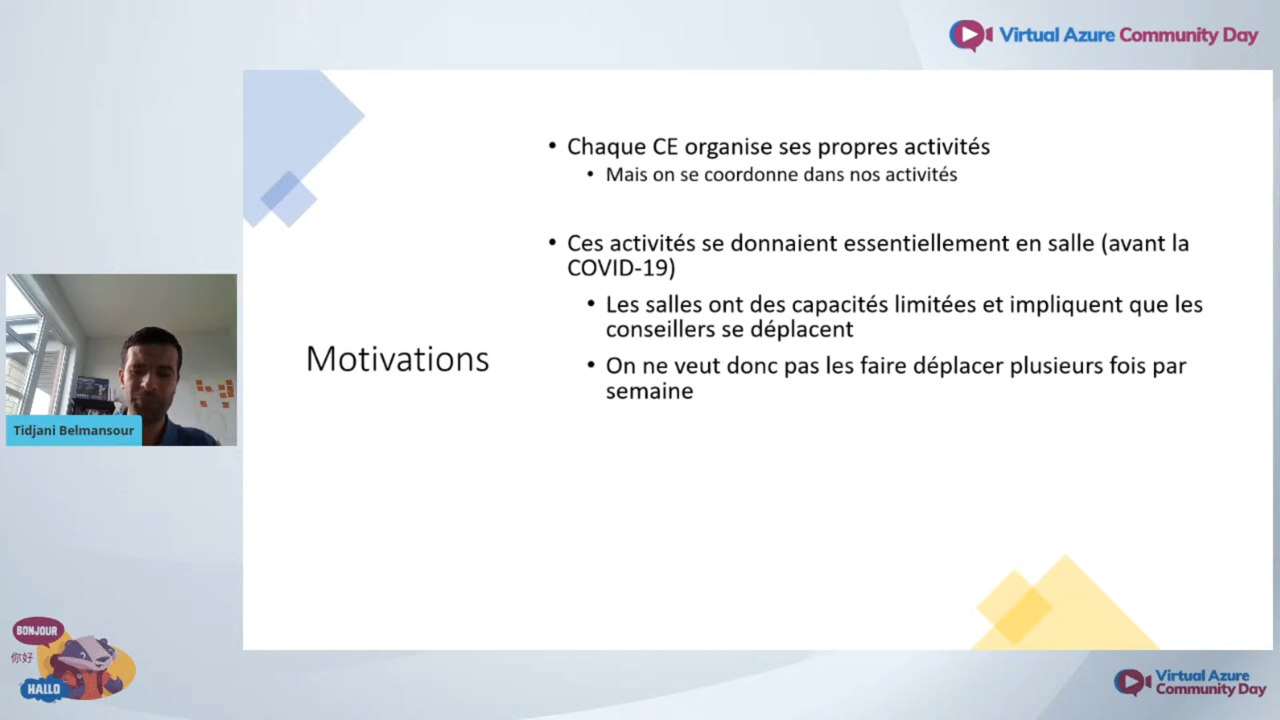 Virtual Azure Community Day
• Chaque CE organise ses propres activités
• Mais on se coordonne dans nos activités
• Ces activités se donnaient essentiellement en salle (avant la
COVID-19)
• Les salles ont des capacités limitées et impliquent que les
conseillers se déplacent
• On ne veut donc pas les faire déplacer plusieurs fois par
semaine
Motivations
Tidjani Belmansour
BONJOUR
你好
HALLO
Virtual Azure
Community Day